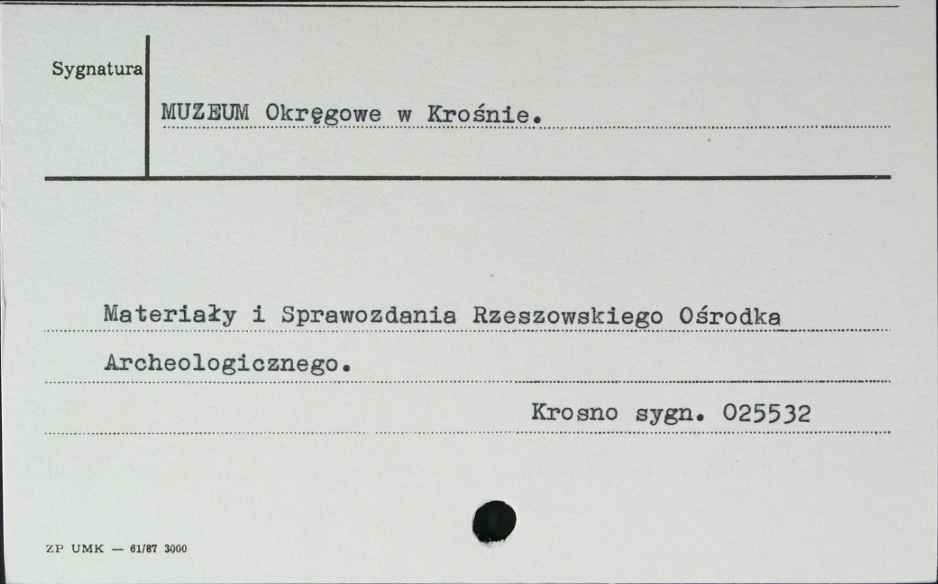 Sygnatura
MUZEUM Okręgowe w Krośnie.
Materiały i Sprawozdania Rzeszowskiego Ośrodka
Archeologicznego.
Krosno sygn. 025532
ZP UMK — 61/87 3000